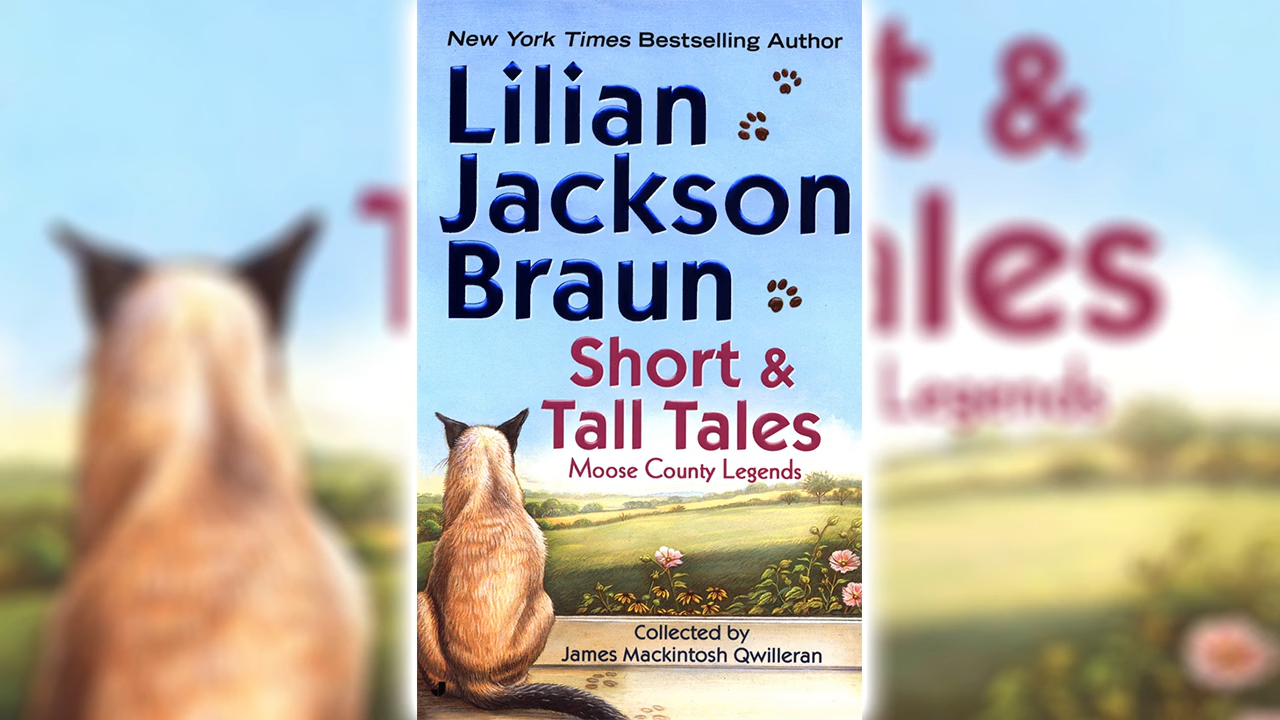 New York Times Bestselling Author
Lilian
Jackson
Braun
Short &
Tall Tales
Moose County Legends
Collected by
James Mackintosh Qwilleran